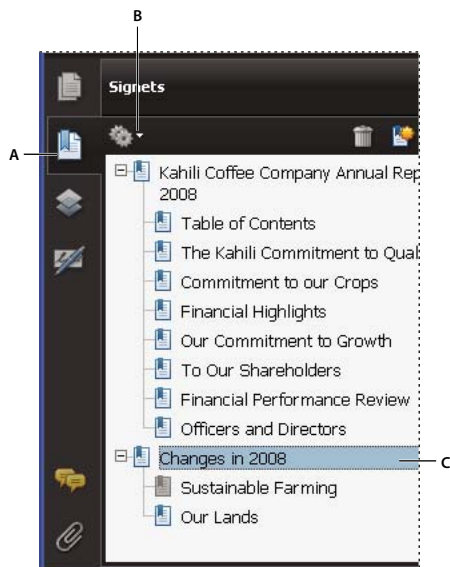 B
Signets
A
Kahili Coffee Company Annual Rep
2008
Table of Contents
The Kahili Commitment to Qual
Commitment to our Crops
Financial Highlights
Our Commitment to Growth
To Our Shareholders
Financial Performance Review
Officers and Directors
Changes in 2008
C
Sustainable Farming
Our Lands